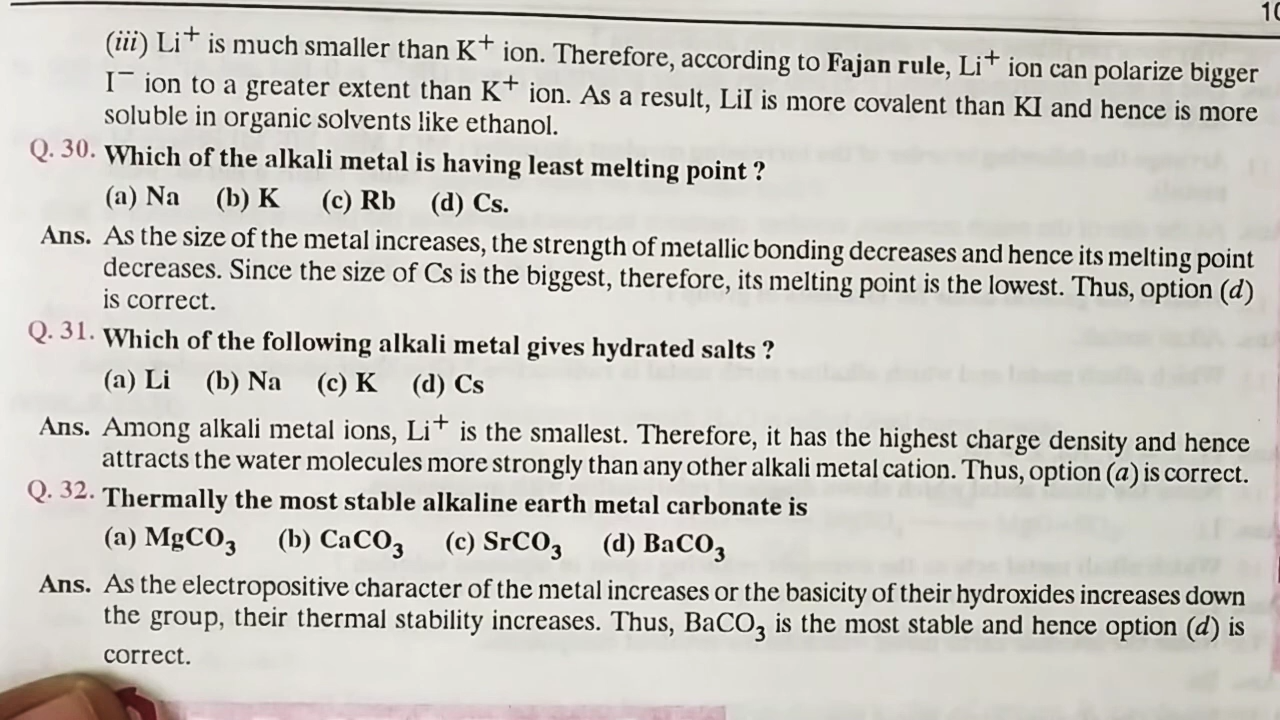 10
(iii) Li⁺ is much smaller than K⁺ ion. Therefore, according to Fajan rule, Li⁺ ion can polarize bigger
I⁻ ion to a greater extent than K⁺ ion. As a result, LiI is more covalent than KI and hence is more
soluble in organic solvents like ethanol.
Q. 30. Which of the alkali metal is having least melting point ?
(a) Na (b) K (c) Rb (d) Cs.
Ans. As the size of the metal increases, the strength of metallic bonding decreases and hence its melting point
decreases. Since the size of Cs is the biggest, therefore, its melting point is the lowest. Thus, option (d)
is correct.
Q. 31. Which of the following alkali metal gives hydrated salts ?
(a) Li (b) Na (c) K (d) Cs
Ans. Among alkali metal ions, Li⁺ is the smallest. Therefore, it has the highest charge density and hence
attracts the water molecules more strongly than any other alkali metal cation. Thus, option (a) is correct.
Q. 32. Thermally the most stable alkaline earth metal carbonate is
(a) MgCO₃ (b) CaCO₃ (c) SrCO₃ (d) BaCO₃
Ans. As the electropositive character of the metal increases or the basicity of their hydroxides increases down
the group, their thermal stability increases. Thus, BaCO₃ is the most stable and hence option (d) is
correct.